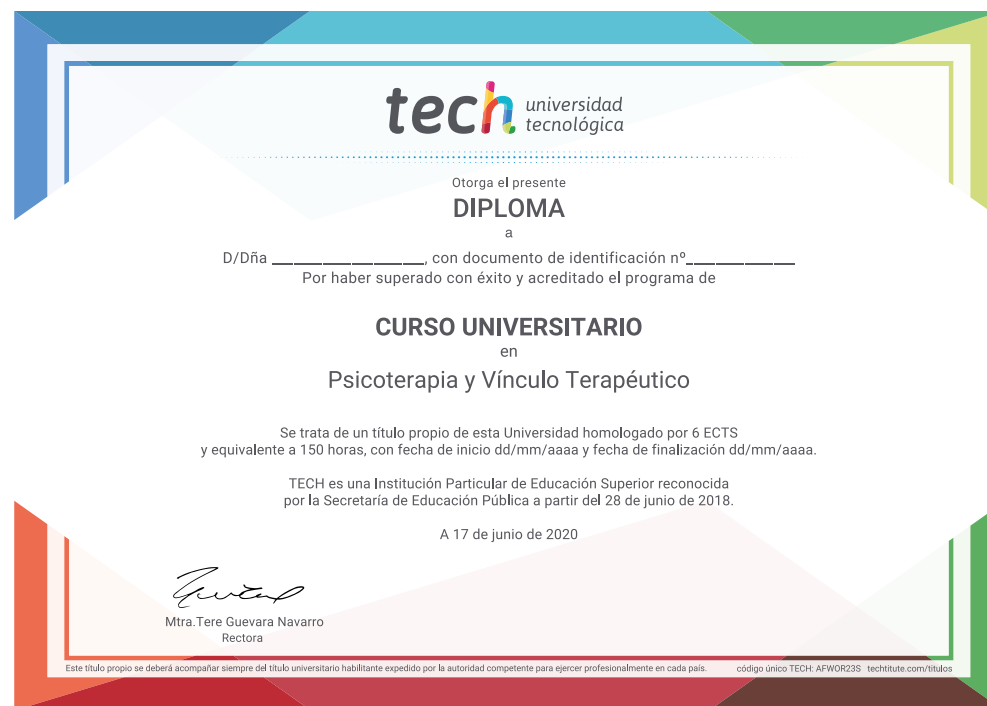 tech universidad
tecnológica
Otorga el presente
DIPLOMA
a
D/Dña ________________, con documento de identificación nº____________
Por haber superado con éxito y acreditado el programa de
CURSO UNIVERSITARIO
en
Psicoterapia y Vínculo Terapéutico
Se trata de un título propio de esta Universidad homologado por 6 ECTS
y equivalente a 150 horas, con fecha de inicio dd/mm/aaaa y fecha de finalización dd/mm/aaaa.
TECH es una Institución Particular de Educación Superior reconocida
por la Secretaría de Educación Pública a partir del 28 de junio de 2018.
A 17 de junio de 2020
Mtra.Tere Guevara Navarro
Rectora
Este título propio se deberá acompañar siempre del título universitario habilitante expedido por la autoridad competente para ejercer profesionalmente en cada país. código único TECH: AFWOR23S techtitute.com/titulos